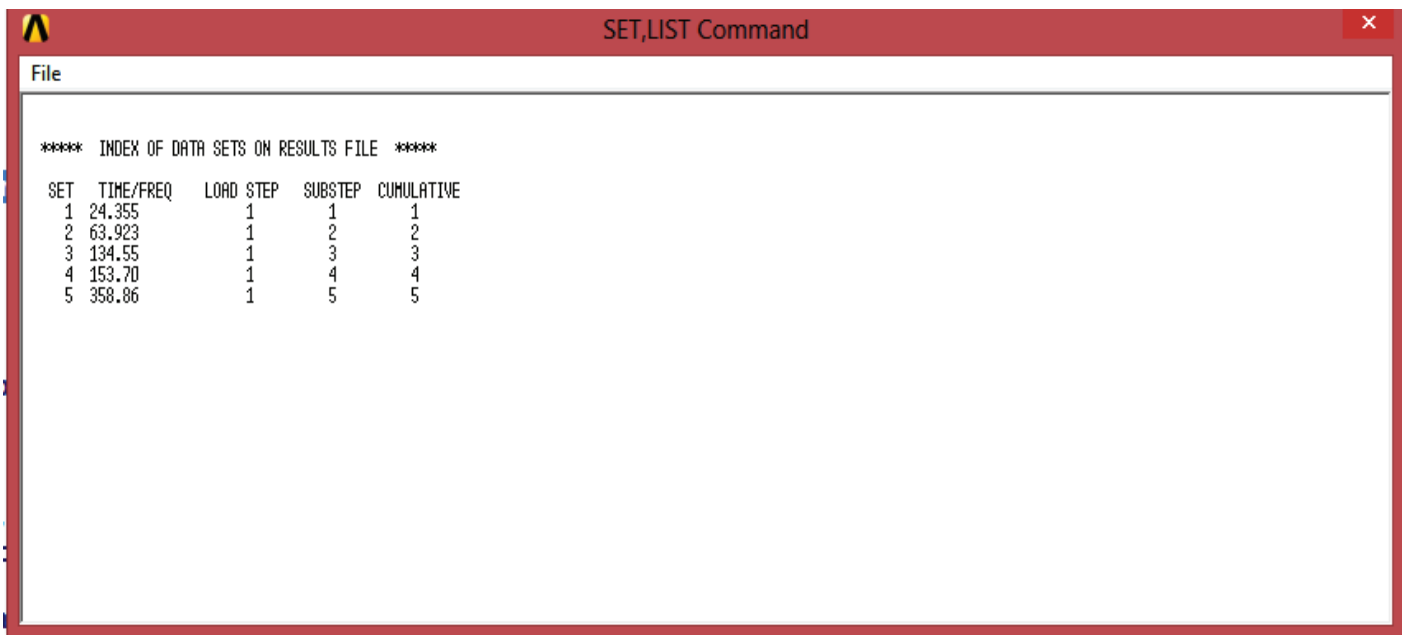 SET,LIST Command
File
***** INDEX OF DATA SETS ON RESULTS FILE *****
SET TIME/FREQ LOAD STEP SUBSTEP CUMULATIVE
1 24.355 1 1 1
2 63.923 1 2 2
3 134.55 1 3 3
4 153.70 1 4 4
5 358.86 1 5 5